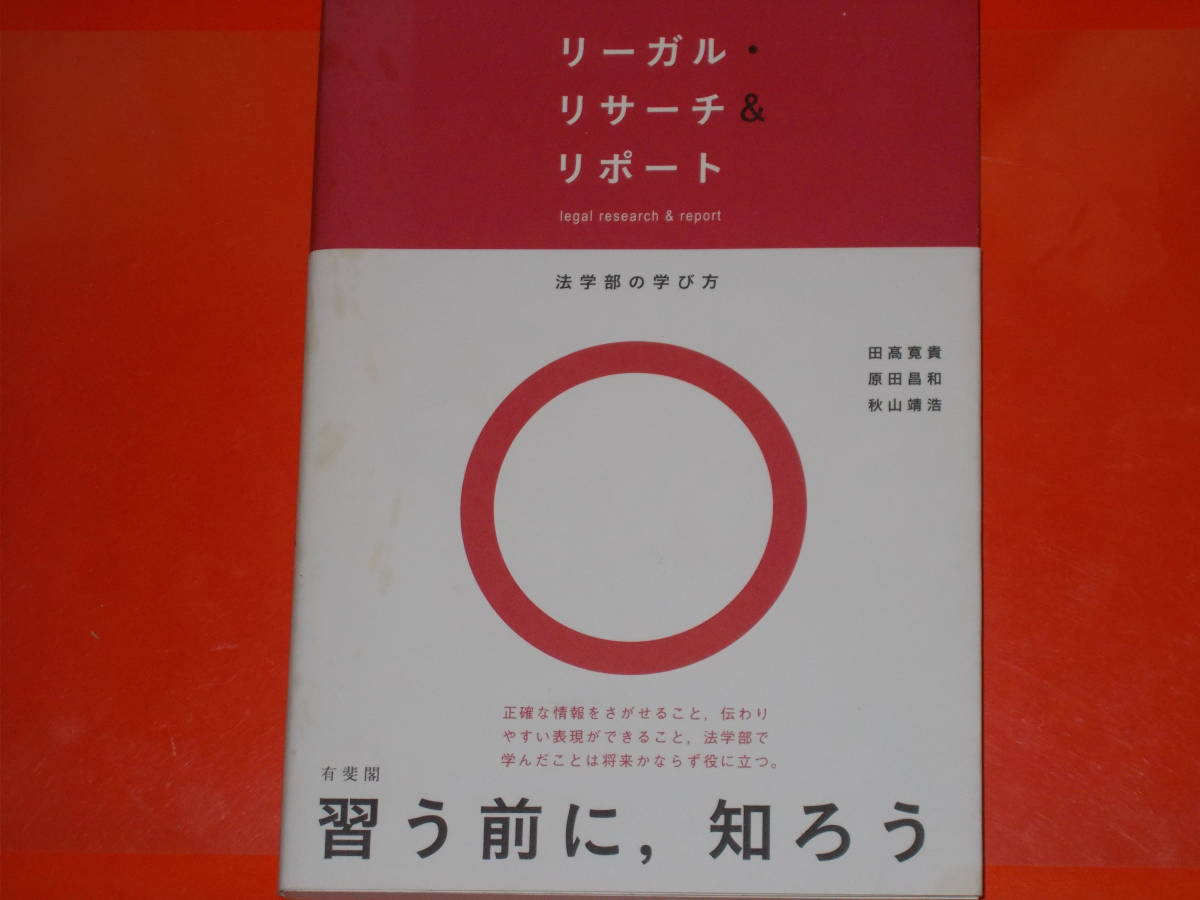 リーガル・
リサーチ&
リポート
legal research & report
法学部の学び方
田髙寛貴
原田昌和
秋山靖浩
正確な情報をさがせること，伝わり
やすい表現ができること，法学部で
学んだことは将来かならず役に立つ。
有斐閣
習う前に，知ろう